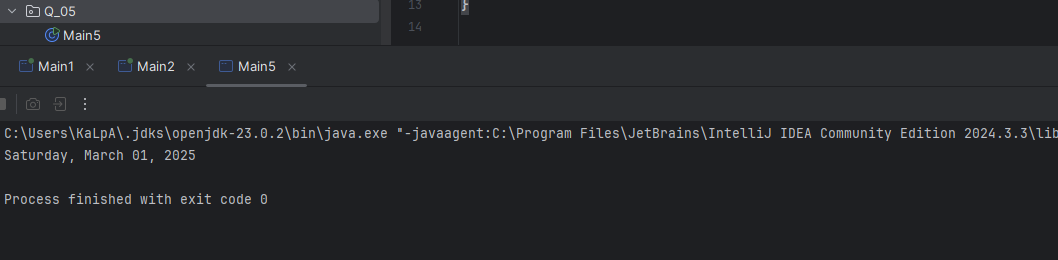 Q_05
13
}
Main5
14
Main1 Main2 Main5
C:\Users\KaLpA\.jdks\openjdk-23.0.2\bin\java.exe "-javaagent:C:\Program Files\JetBrains\IntelliJ IDEA Community Edition 2024.3.3\lib
Saturday, March 01, 2025
Process finished with exit code 0